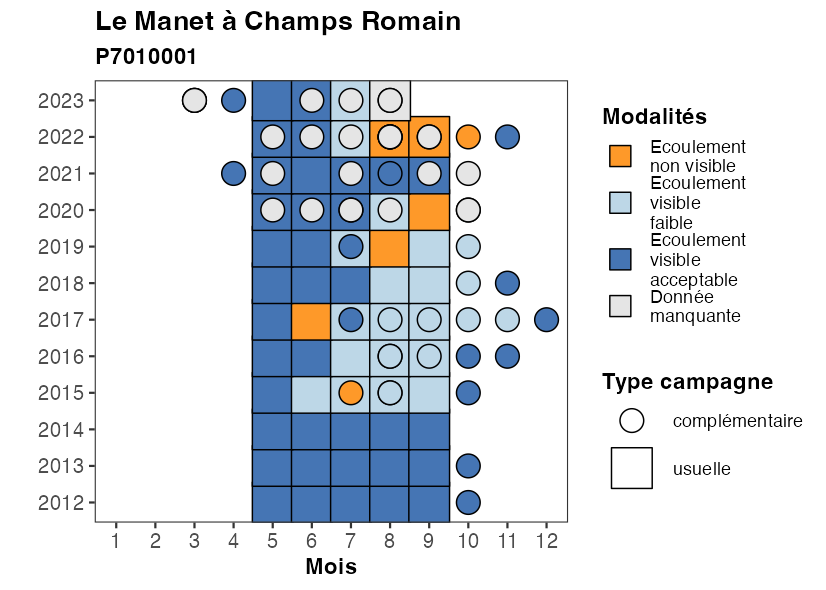 Le Manet à Champs Romain
P7010001
2023
2022
2021
2020
2019
2018
2017
2016
2015
2014
2013
2012
1 2 3 4 5 6 7 8 9 10 11 12
Mois
Modalités
Ecoulement
non visible
Ecoulement
visible
faible
Ecoulement
visible
acceptable
Donnée
manquante
Type campagne
complémentaire
usuelle